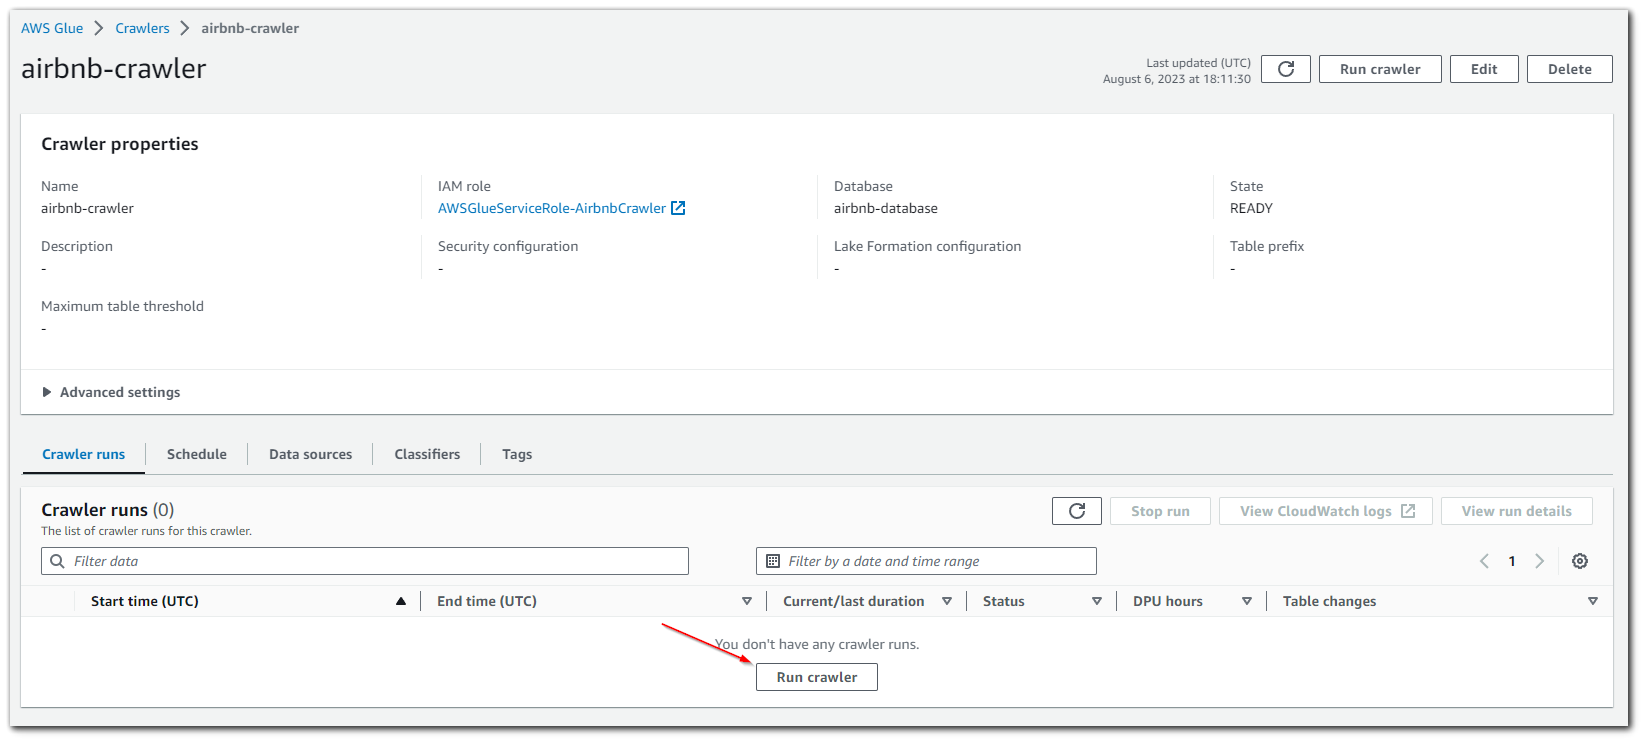 AWS Glue > Crawlers > airbnb-crawler
airbnb-crawler
Last updated (UTC)
August 6, 2023 at 18:11:30
Run crawler
Edit
Delete
Crawler properties
Name
airbnb-crawler
IAM role
AWSGlueServiceRole-AirbnbCrawler
Database
airbnb-database
State
READY
Description
-
Security configuration
-
Lake Formation configuration
-
Table prefix
-
Maximum table threshold
-
Advanced settings
Crawler runs
Schedule
Data sources
Classifiers
Tags
Crawler runs (0)
The list of crawler runs for this crawler.
Stop run
View CloudWatch logs
View run details
Filter data
Filter by a date and time range
1
Start time (UTC)
End time (UTC)
Current/last duration
Status
DPU hours
Table changes
You don't have any crawler runs.
Run crawler